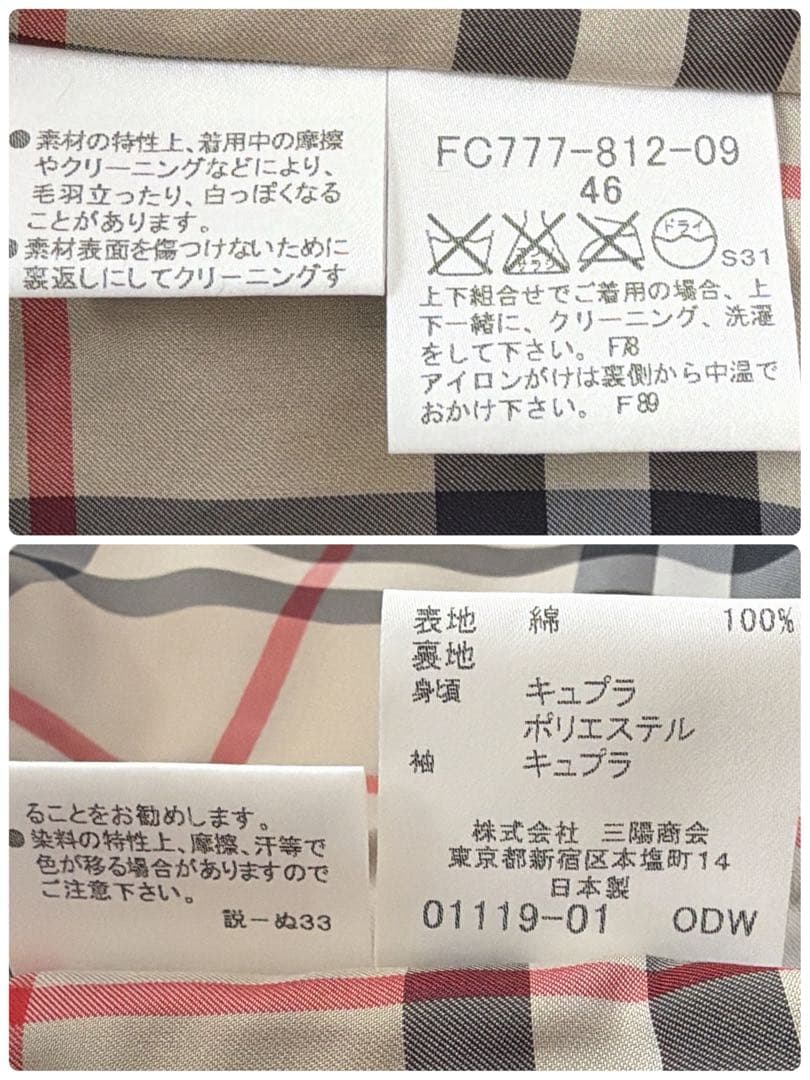 ● 素材の特性上、着用中の摩擦
やクリーニングなどにより、
毛羽立ったり、白っぽくなる
ことがあります。
● 素材表面を傷つけないために
裏返しにしてクリーニングす
FC777-812-09
46
ドライ
S31
上下組合せでご着用の場合、上
下一緒に、クリーニング、洗濯
をして下さい。 F78
アイロンがけは裏側から中温で
おかけ下さい。 F89
ることをお勧めします。
● 染料の特性上、摩擦、汗等で
色が移る場合がありますので
ご注意下さい。
説-ぬ33
表地 綿 100%
裏地
身頃 キュプラ
ポリエステル
袖 キュプラ
株式会社 三陽商会
東京都新宿区本塩町14
日本製
01119-01 ODW